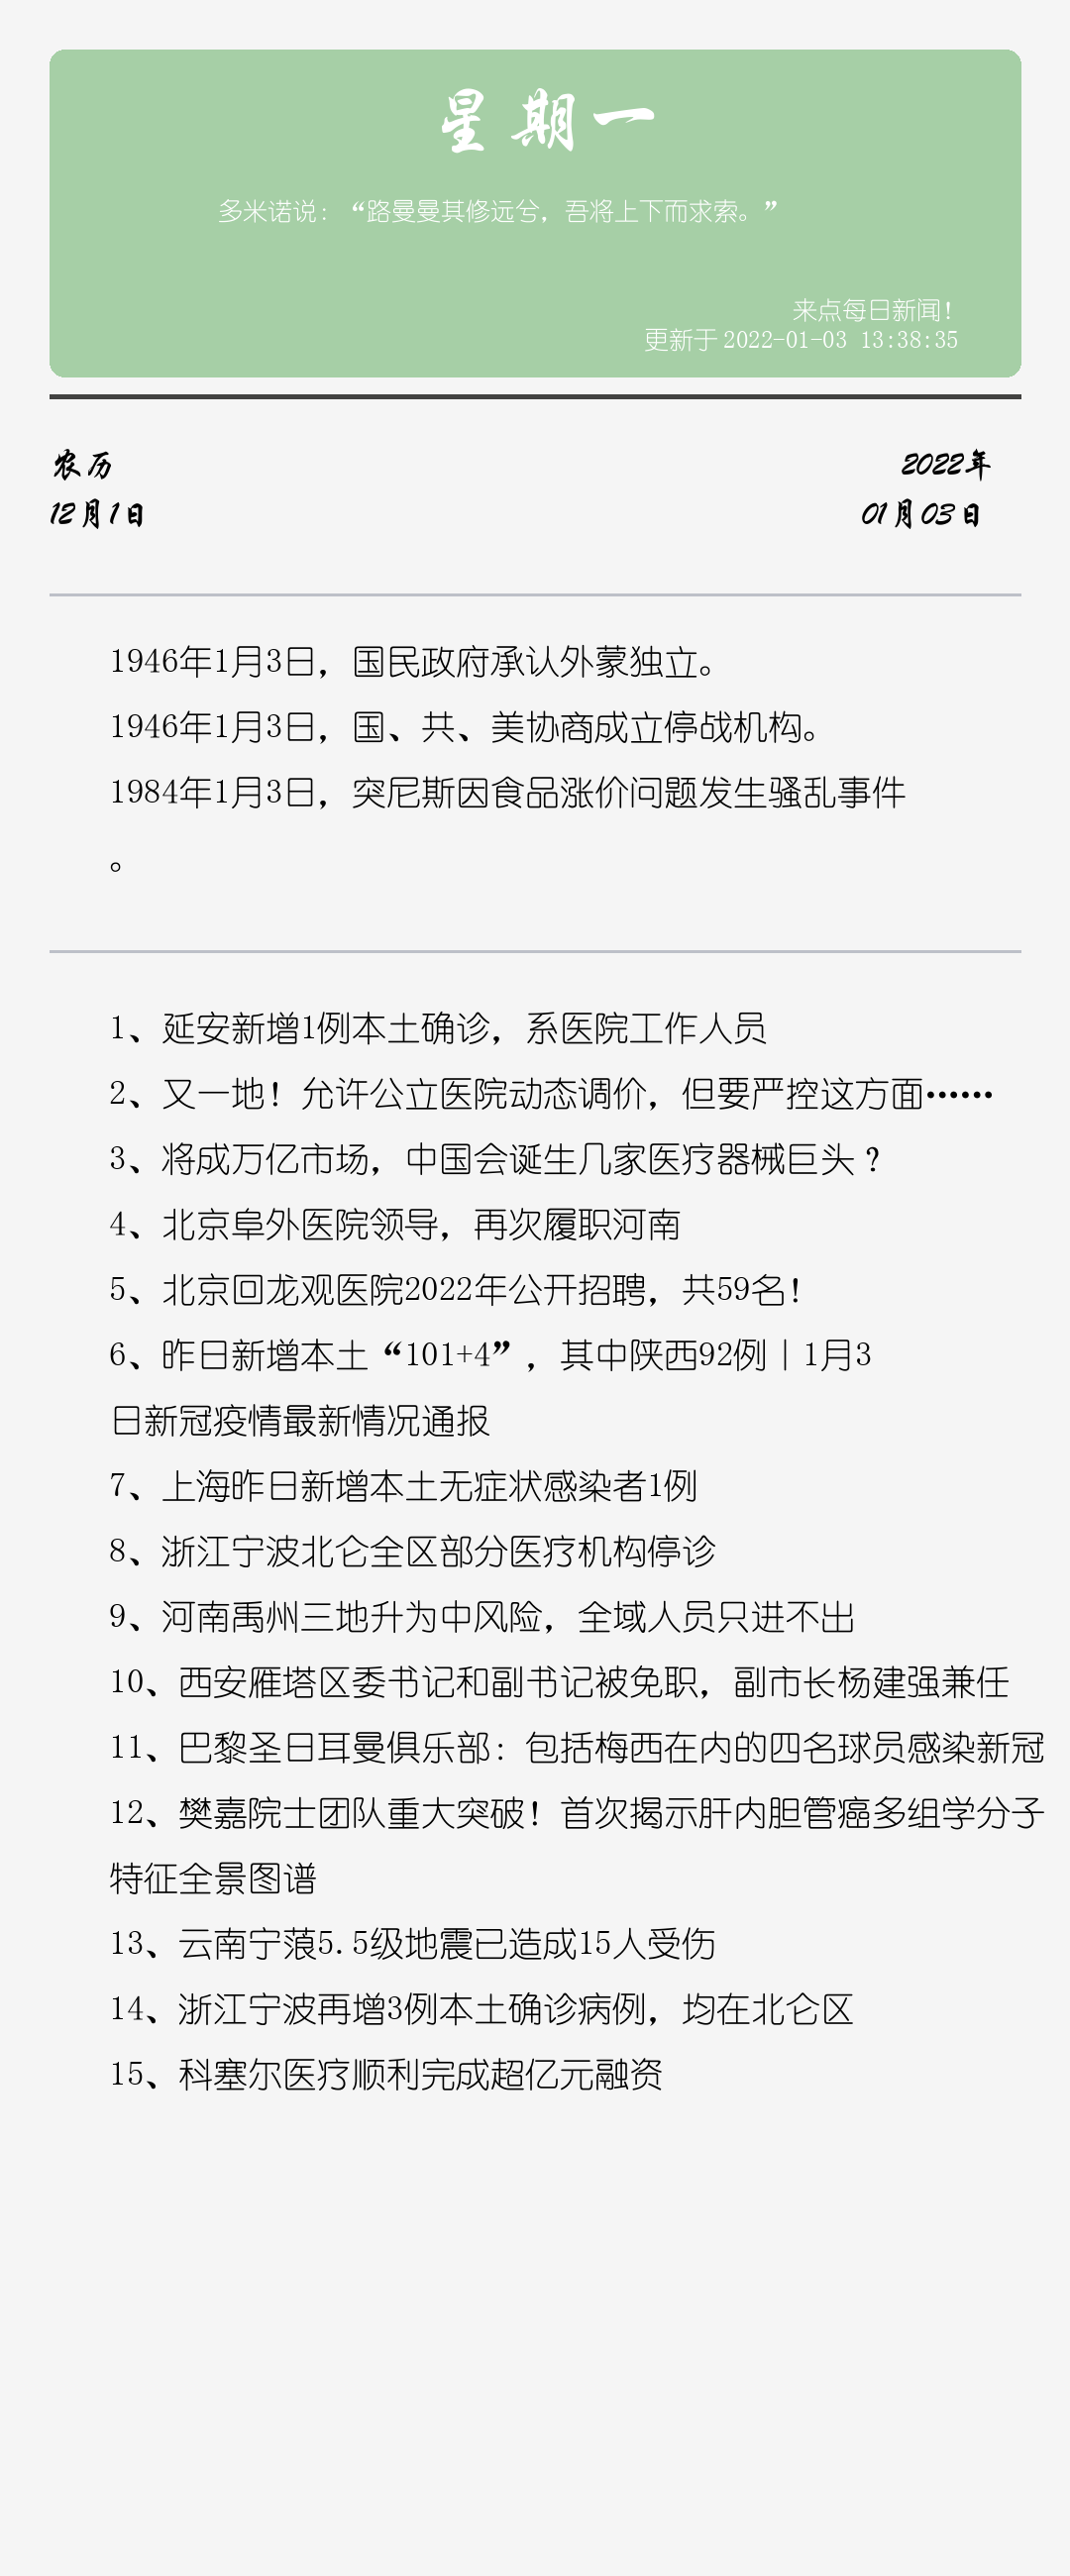 星期一
多米诺说：“路曼曼其修远兮，吾将上下而求索。”
来点每日新闻！
更新于 2022-01-03 13:38:35
农历
12月1日
2022年
01月03日
1946年1月3日，国民政府承认外蒙独立。
1946年1月3日，国、共、美协商成立停战机构。
1984年1月3日，突尼斯因食品涨价问题发生骚乱事件
。
1、延安新增1例本土确诊，系医院工作人员
2、又一地！允许公立医院动态调价，但要严控这方面……
3、将成万亿市场，中国会诞生几家医疗器械巨头？
4、北京阜外医院领导，再次履职河南
5、北京回龙观医院2022年公开招聘，共59名！
6、昨日新增本土“101+4”，其中陕西92例｜1月3
日新冠疫情最新情况通报
7、上海昨日新增本土无症状感染者1例
8、浙江宁波北仑全区部分医疗机构停诊
9、河南禹州三地升为中风险，全域人员只进不出
10、西安雁塔区委书记和副书记被免职，副市长杨建强兼任
11、巴黎圣日耳曼俱乐部：包括梅西在内的四名球员感染新冠
12、樊嘉院士团队重大突破！首次揭示肝内胆管癌多组学分子
特征全景图谱
13、云南宁蒗5.5级地震已造成15人受伤
14、浙江宁波再增3例本土确诊病例，均在北仑区
15、科塞尔医疗顺利完成超亿元融资